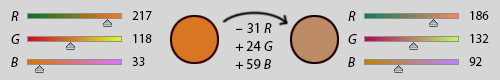 R 217
G 118
B 33
– 31 R
+ 24 G
+ 59 B
R 186
G 132
B 92